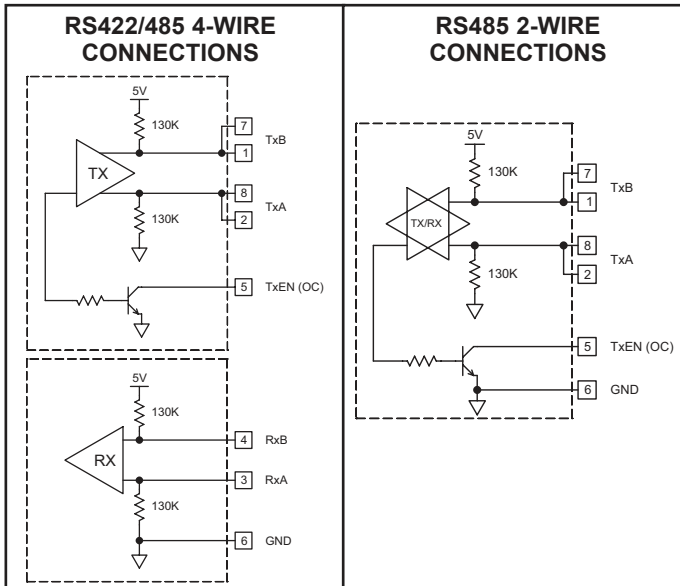 RS422/485 4-WIRE
CONNECTIONS
5V
130K
7
TxB
1
TX
8
TxA
2
130K
5
TxEN (OC)
5V
130K
4
RxB
RX
3
RxA
130K
6
GND
RS485 2-WIRE
CONNECTIONS
5V
130K
7
TxB
1
TX/RX
8
TxA
2
130K
5
TxEN (OC)
6
GND